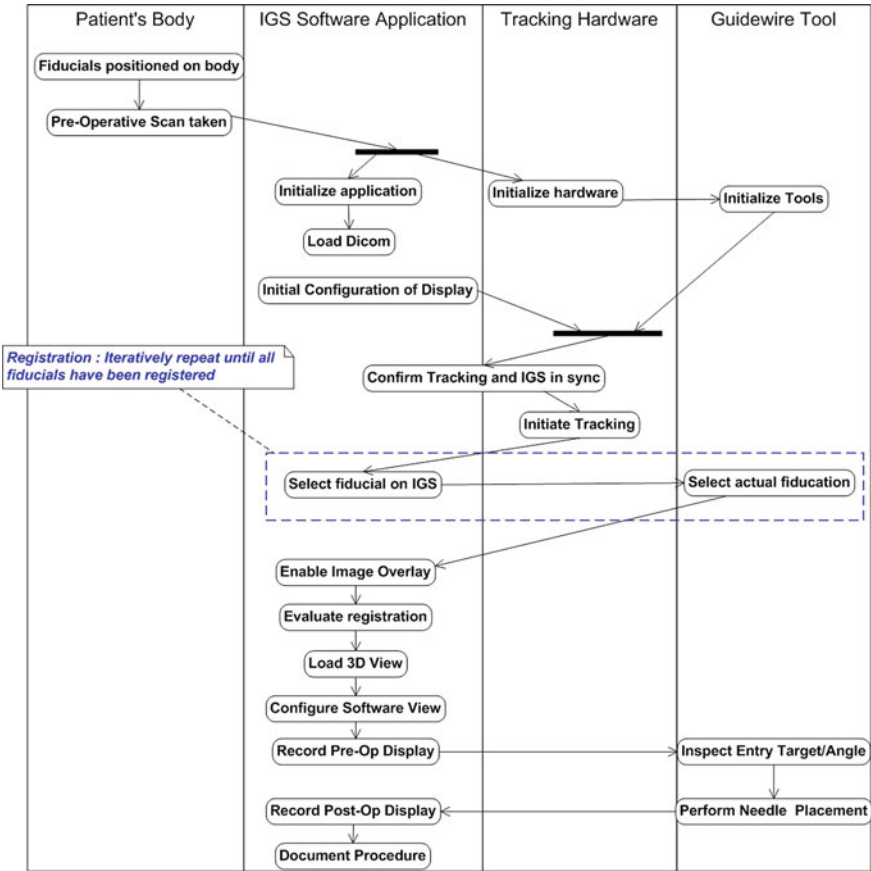 Patient's Body
IGS Software Application
Tracking Hardware
Guidewire Tool
Fiducials positioned on body
Pre-Operative Scan taken
Initialize application
Initialize hardware
Initialize Tools
Load Dicom
Initial Configuration of Display
Registration : Iteratively repeat until all
fiducials have been registered
Confirm Tracking and IGS in sync
Initiate Tracking
Select fiducial on IGS
Select actual fiducation
Enable Image Overlay
Evaluate registration
Load 3D View
Configure Software View
Record Pre-Op Display
Inspect Entry Target/Angle
Record Post-Op Display
Perform Needle Placement
Document Procedure